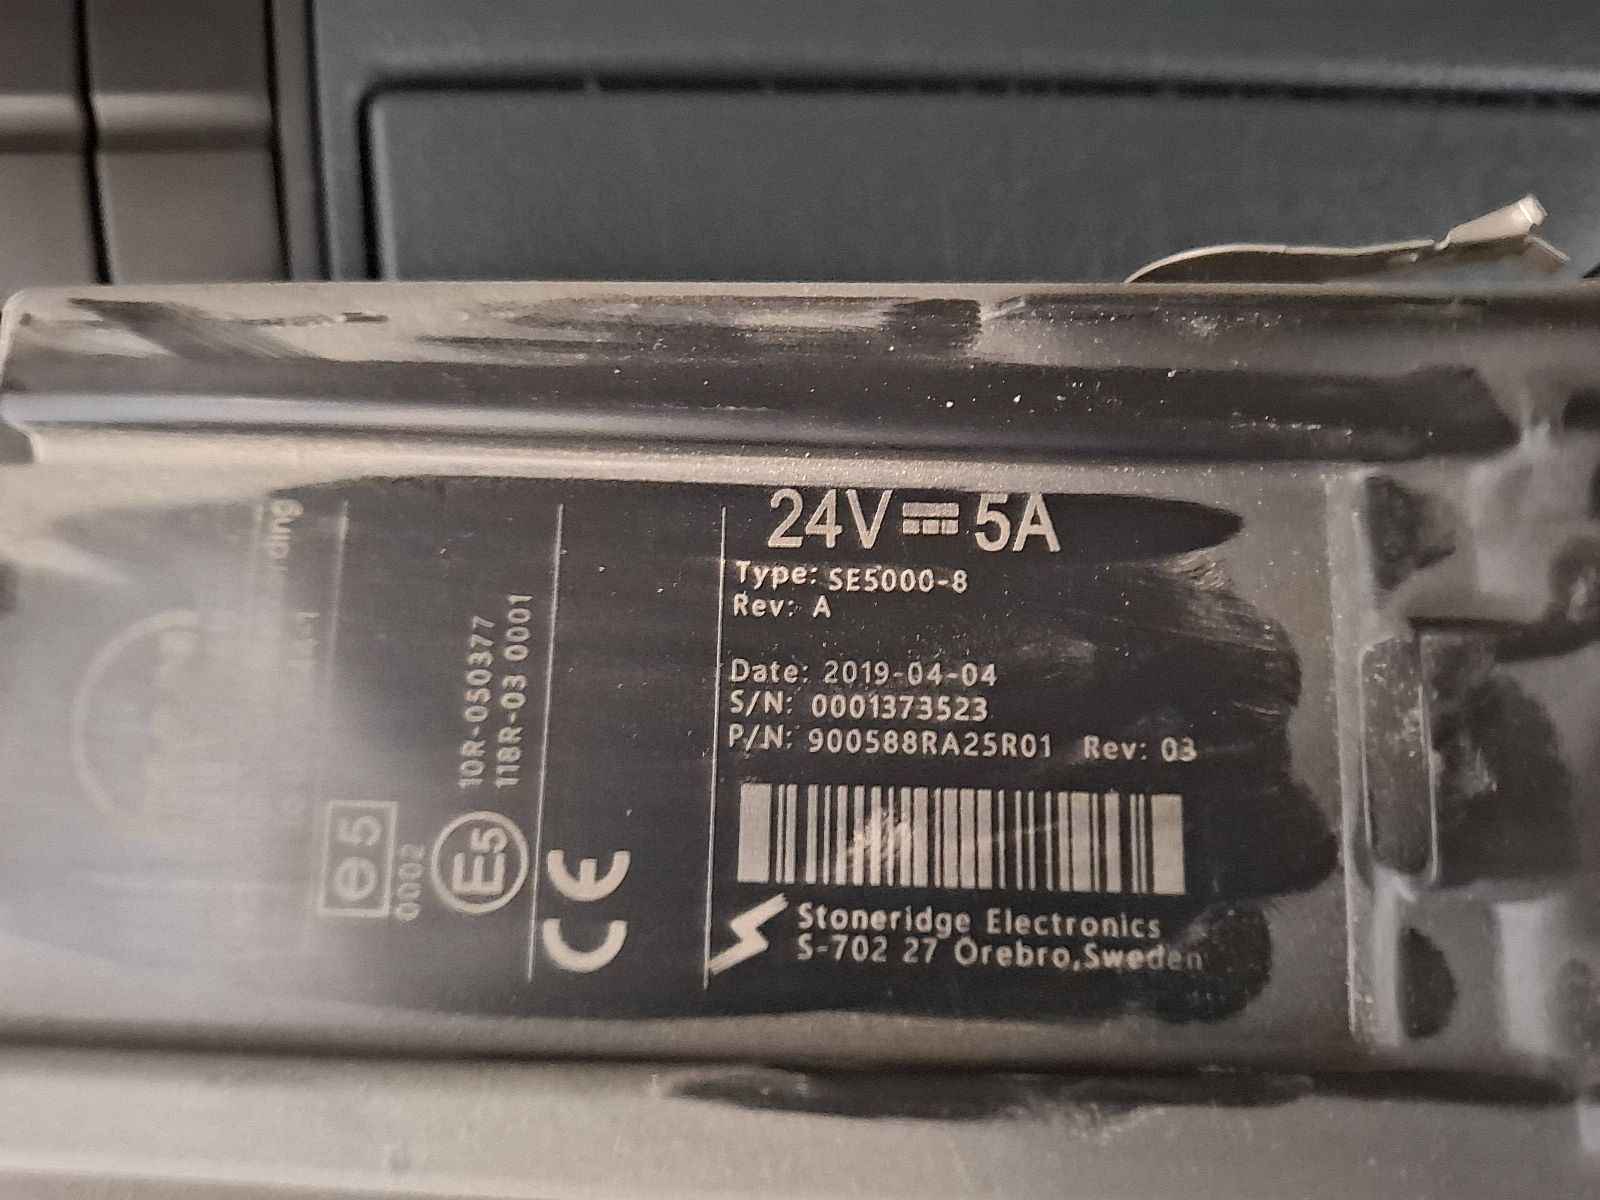 24V 5A
Type: SE5000-8
Rev: A
Date: 2019-04-04
S/N: 0001373523
P/N: 900588RA25R01 Rev: 03
Stoneridge Electronics
S-702 27 Örebro,Sweden
CE
10R-050377
118R-03 0001
E5
e5
0002